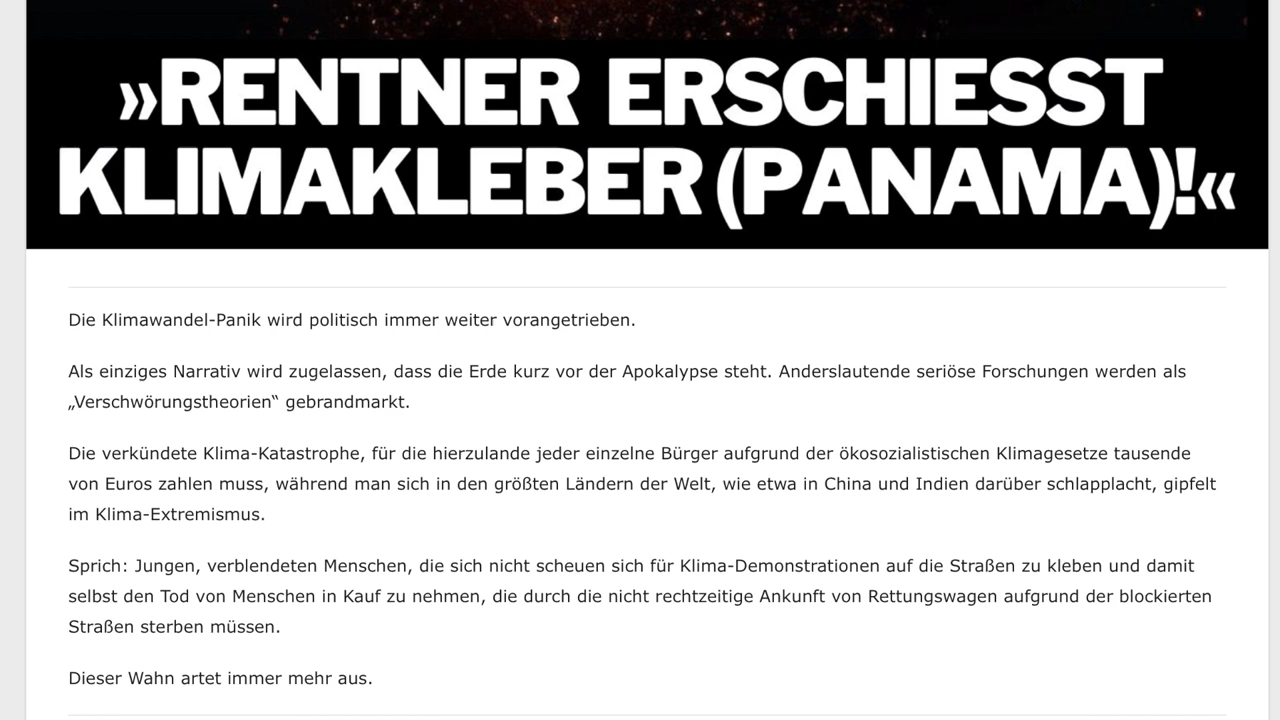 »RENTNER ERSCHIESST
KLIMAKLEBER (PANAMA)!«
Die Klimawandel-Panik wird politisch immer weiter vorangetrieben.
Als einziges Narrativ wird zugelassen, dass die Erde kurz vor der Apokalypse steht. Anderslautende seriöse Forschungen werden als
„Verschwörungstheorien“ gebrandmarkt.
Die verkündete Klima-Katastrophe, für die hierzulande jeder einzelne Bürger aufgrund der ökosozialistischen Klimagesetze tausende
von Euros zahlen muss, während man sich in den größten Ländern der Welt, wie etwa in China und Indien darüber schlapplacht, gipfelt
im Klima-Extremismus.
Sprich: Jungen, verblendeten Menschen, die sich nicht scheuen sich für Klima-Demonstrationen auf die Straßen zu kleben und damit
selbst den Tod von Menschen in Kauf zu nehmen, die durch die nicht rechtzeitige Ankunft von Rettungswagen aufgrund der blockierten
Straßen sterben müssen.
Dieser Wahn artet immer mehr aus.